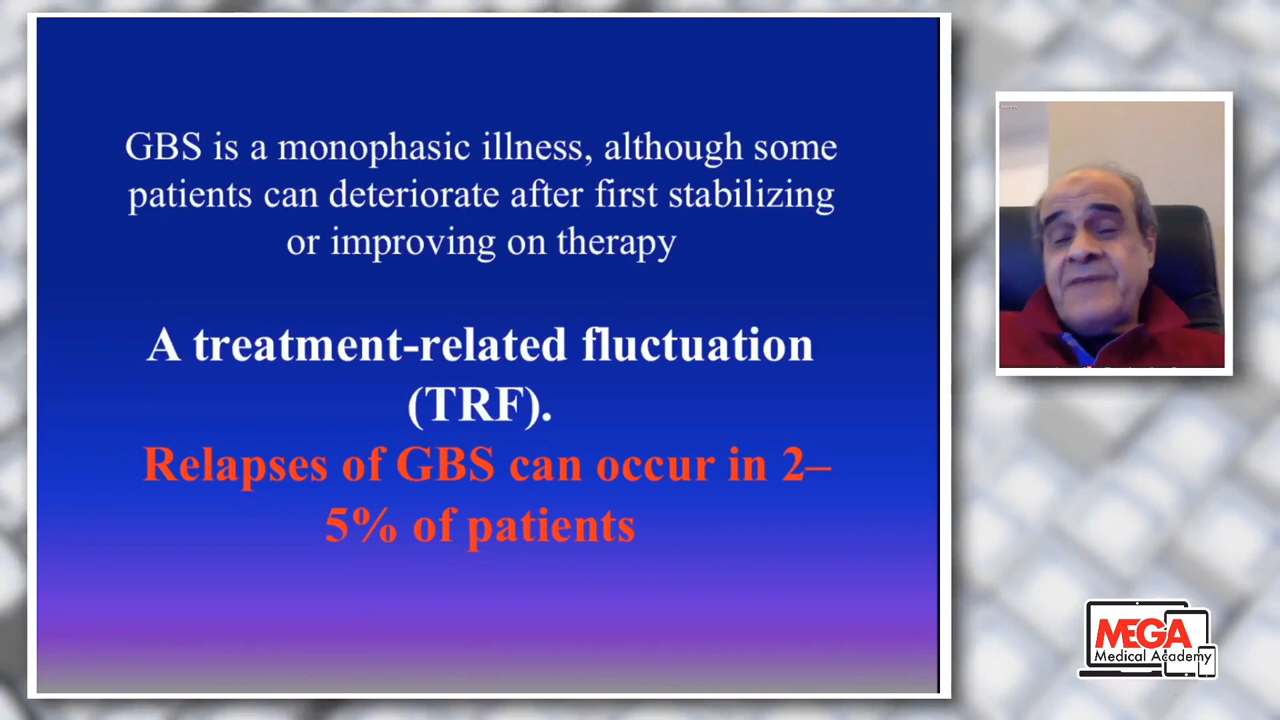 GBS is a monophasic illness, although some
patients can deteriorate after first stabilizing
or improving on therapy
A treatment-related fluctuation
(TRF).
Relapses of GBS can occur in 2–
5% of patients
MEGA
Medical Academy